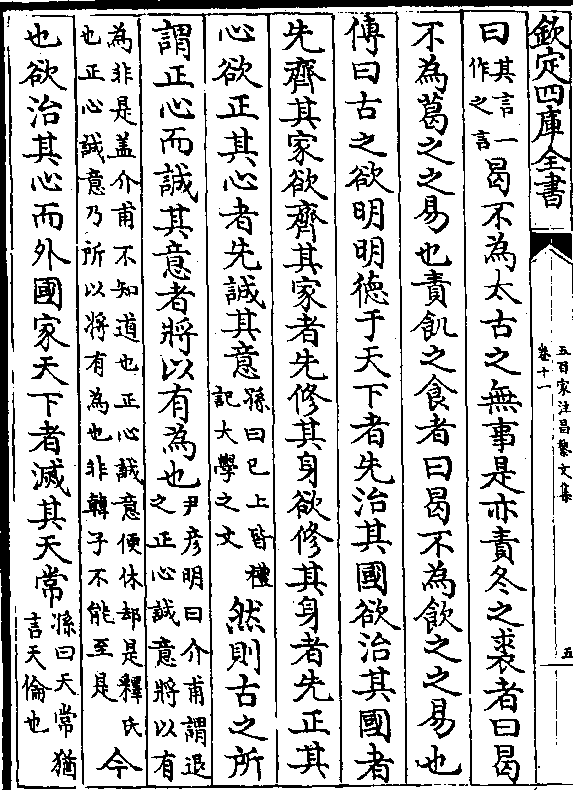 欽定四庫全書
五百家注昌黎文集
卷十一
五
曰其言一作之言曷不為太古之無事是亦責冬之裘者曰曷
不為葛之之易也責飢之食者曰曷不為飲之之易也
傳曰古之欲明明德于天下者先治其國欲治其國者
先齊其家欲齊其家者先修其身欲修其身者先正其
心欲正其心者先誠其意孫曰已上皆禮記大學之文然則古之所
謂正心而誠其意者將以有為也尹彦明曰介甫謂退之正心誠意將以有
為非是盖介甫不知道也正心誠意便休却是釋氏也正心誠意乃所以將有為也非韓子不能至是今
也欲治其心而外國家天下者滅其天常孫曰天常猶言天倫也